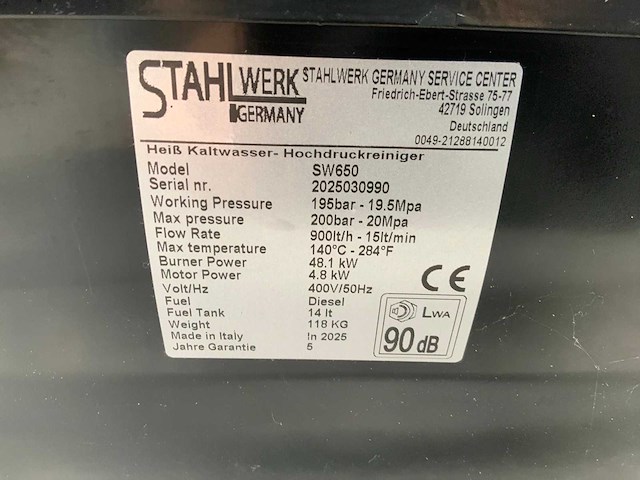 STAHLWERK
GERMANY
STAHLWERK GERMANY SERVICE CENTER
Friedrich-Ebert-Strasse 75-77
42719 Solingen
Deutschland
0049-21288140012
Heiß Kaltwasser- Hochdruckreiniger
Model SW650
Serial nr. 2025030990
Working Pressure 195bar - 19.5Mpa
Max pressure 200bar - 20Mpa
Flow Rate 900lt/h - 15lt/min
Max temperature 140°C - 284°F
Burner Power 48.1 kW
Motor Power 4.8 kW
Volt/Hz 400V/50Hz
Fuel Diesel
Fuel Tank 14 lt
Weight 118 KG
Made in Italy In 2025
Jahre Garantie 5
CE
LWA
90 dB